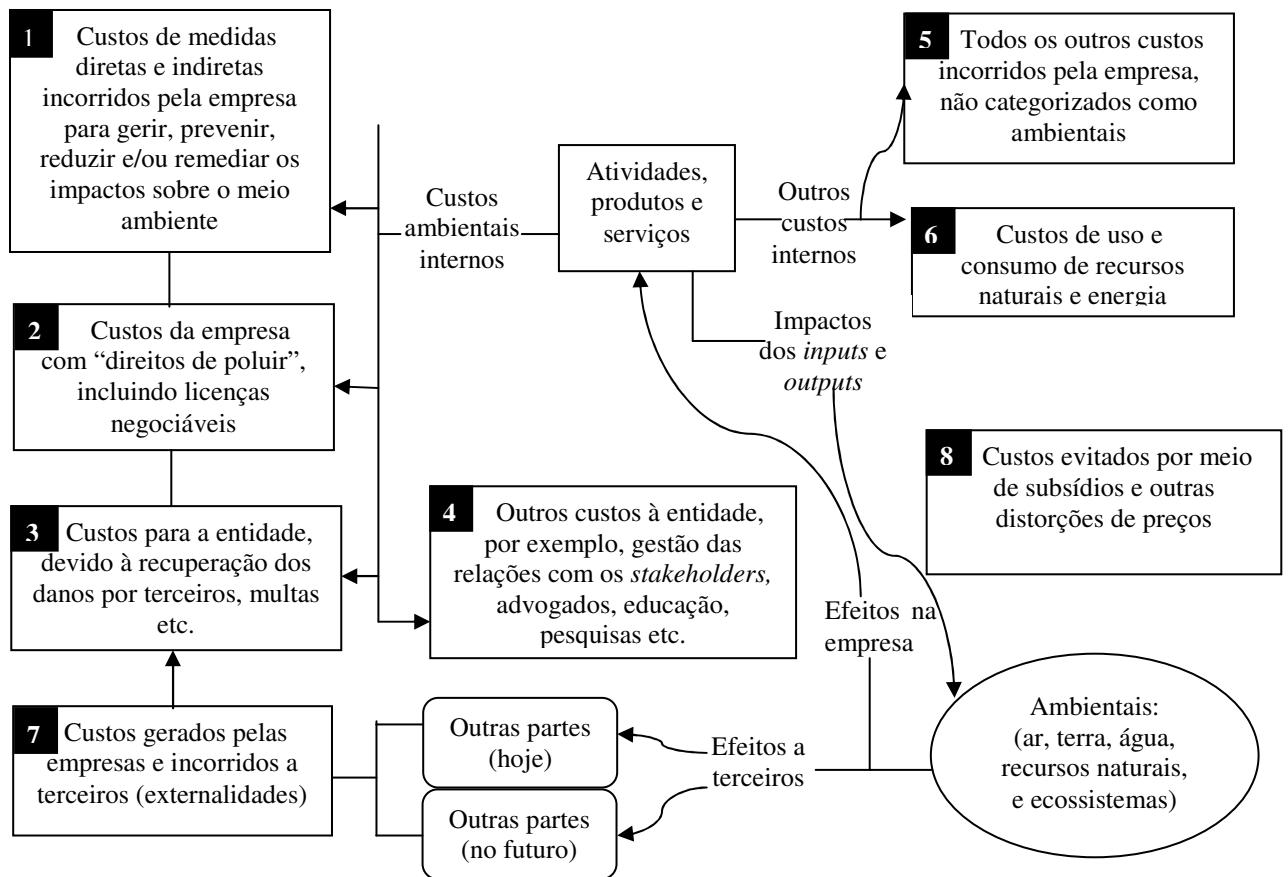 1 Custos de medidas
diretas e indiretas
incorridos pela empresa
para gerir, prevenir,
reduzir e/ou remediar os
impactos sobre o meio
ambiente
2 Custos da empresa
com “direitos de poluir”,
incluindo licenças
negociáveis
3 Custos para a entidade,
devido à recuperação dos
danos por terceiros, multas
etc.
7 Custos gerados pelas
empresas e incorridos a
terceiros (externalidades)
Custos
ambientais
internos
4 Outros custos à entidade,
por exemplo, gestão das
relações com os stakeholders,
advogados, educação,
pesquisas etc.
Outras partes
(hoje)
Outras partes
(no futuro)
Atividades,
produtos e
serviços
Outros
custos
internos
Impactos
dos inputs e
outputs
Efeitos na
empresa
Efeitos a
terceiros
5 Todos os outros custos
incorridos pela empresa,
não categorizados como
ambientais
6 Custos de uso e
consumo de recursos
naturais e energia
8 Custos evitados por meio
de subsídios e outras
distorções de preços
Ambientais:
(ar, terra, água,
recursos naturais,
e ecossistemas)